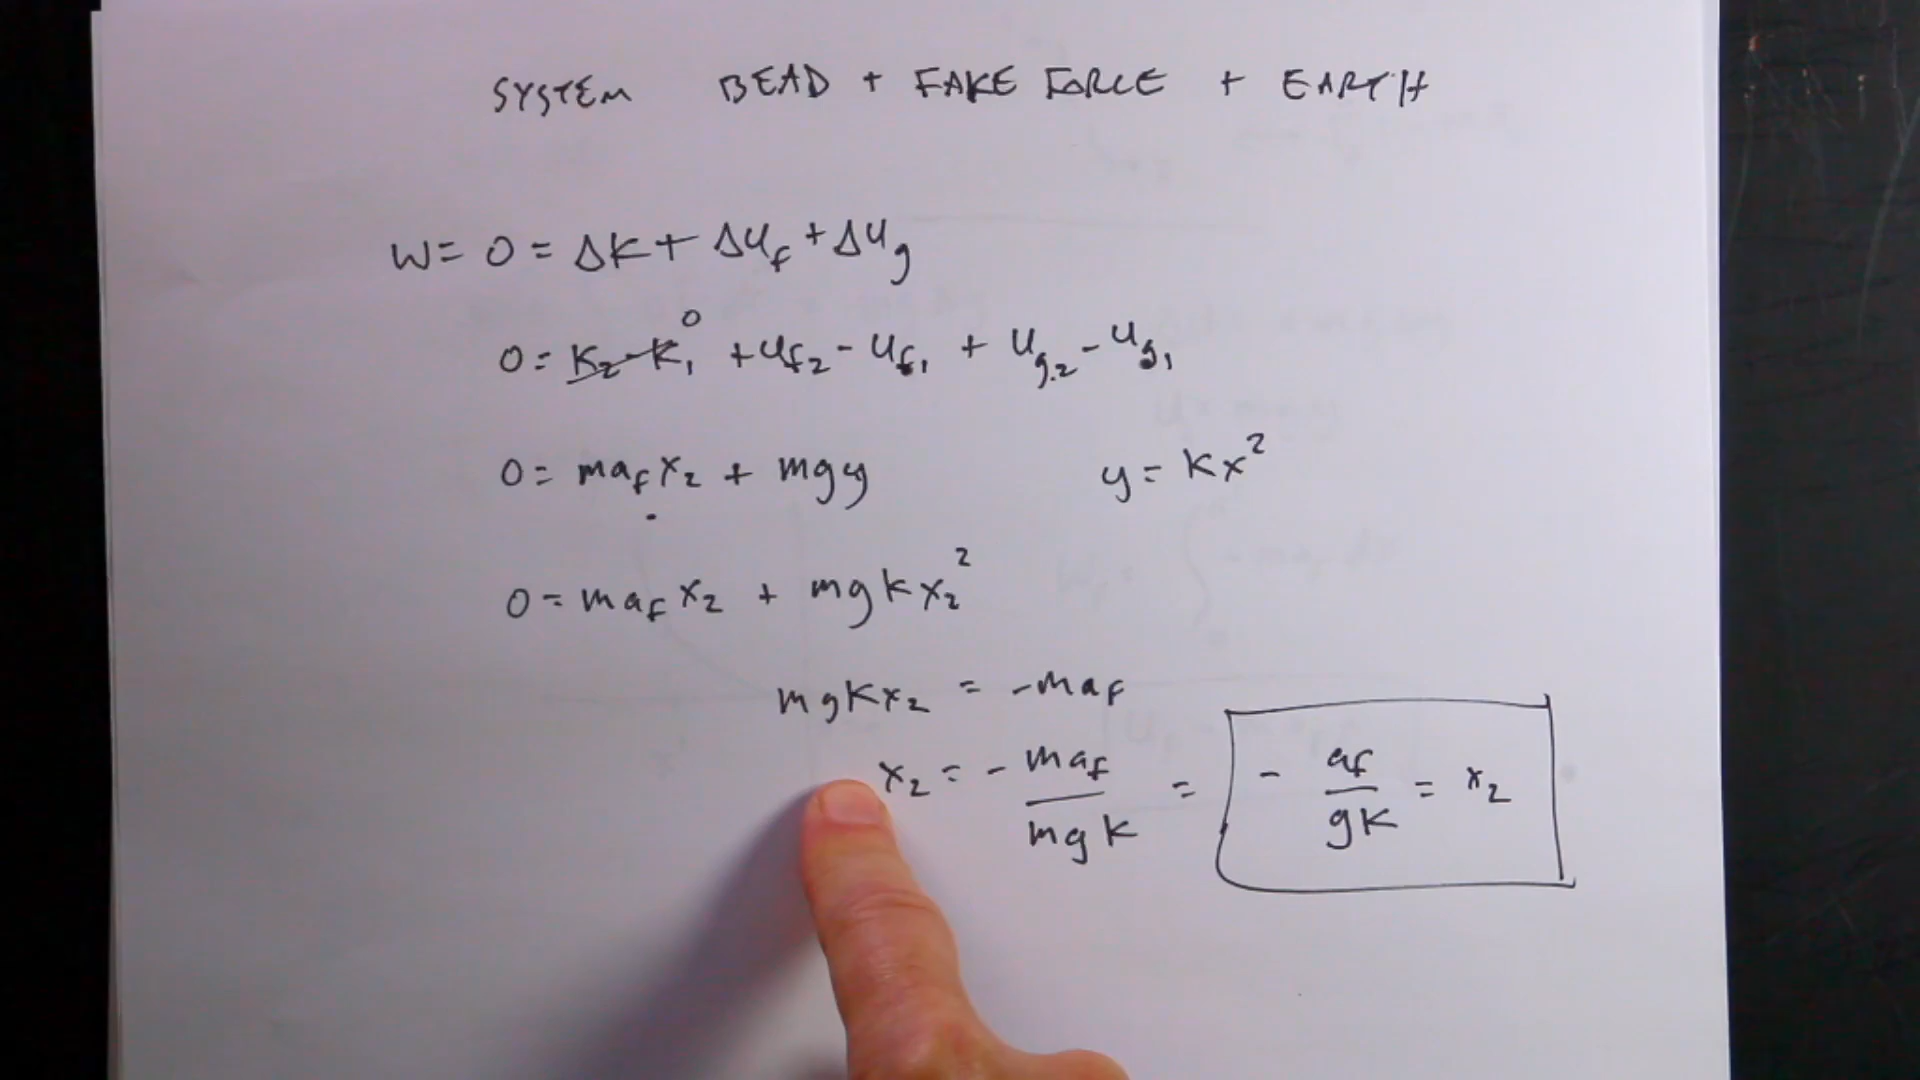 SYSTEM BEAD + FAKE FORCE + EARTH
W = 0 = ΔK + ΔU_f + ΔU_g
0 = K₂ - K₁ ⁰ + U_f2 - U_f1 + U_g2 - U_g1
0 = ma_f x₂ + mgy y = kx²
0 = ma_f x₂ + mgkx₂²
mgkx₂ = -ma_f
x₂ = - ma_f / mgk = - a_f / gk = x₂